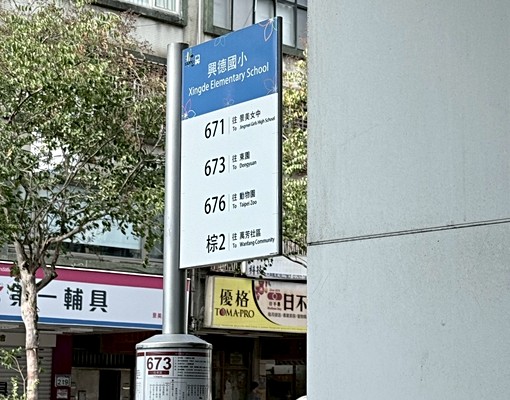 興德國小
Xingde Elementary School
671 往 景美女中
To Jingmei Girls High School
673 往 東園
To Dongyuan
676 往 動物園
To Taipei Zoo
棕2 往 萬芳社區
To Wanfang Community
第一輔具
優格
TOMA·PRO
日不
673